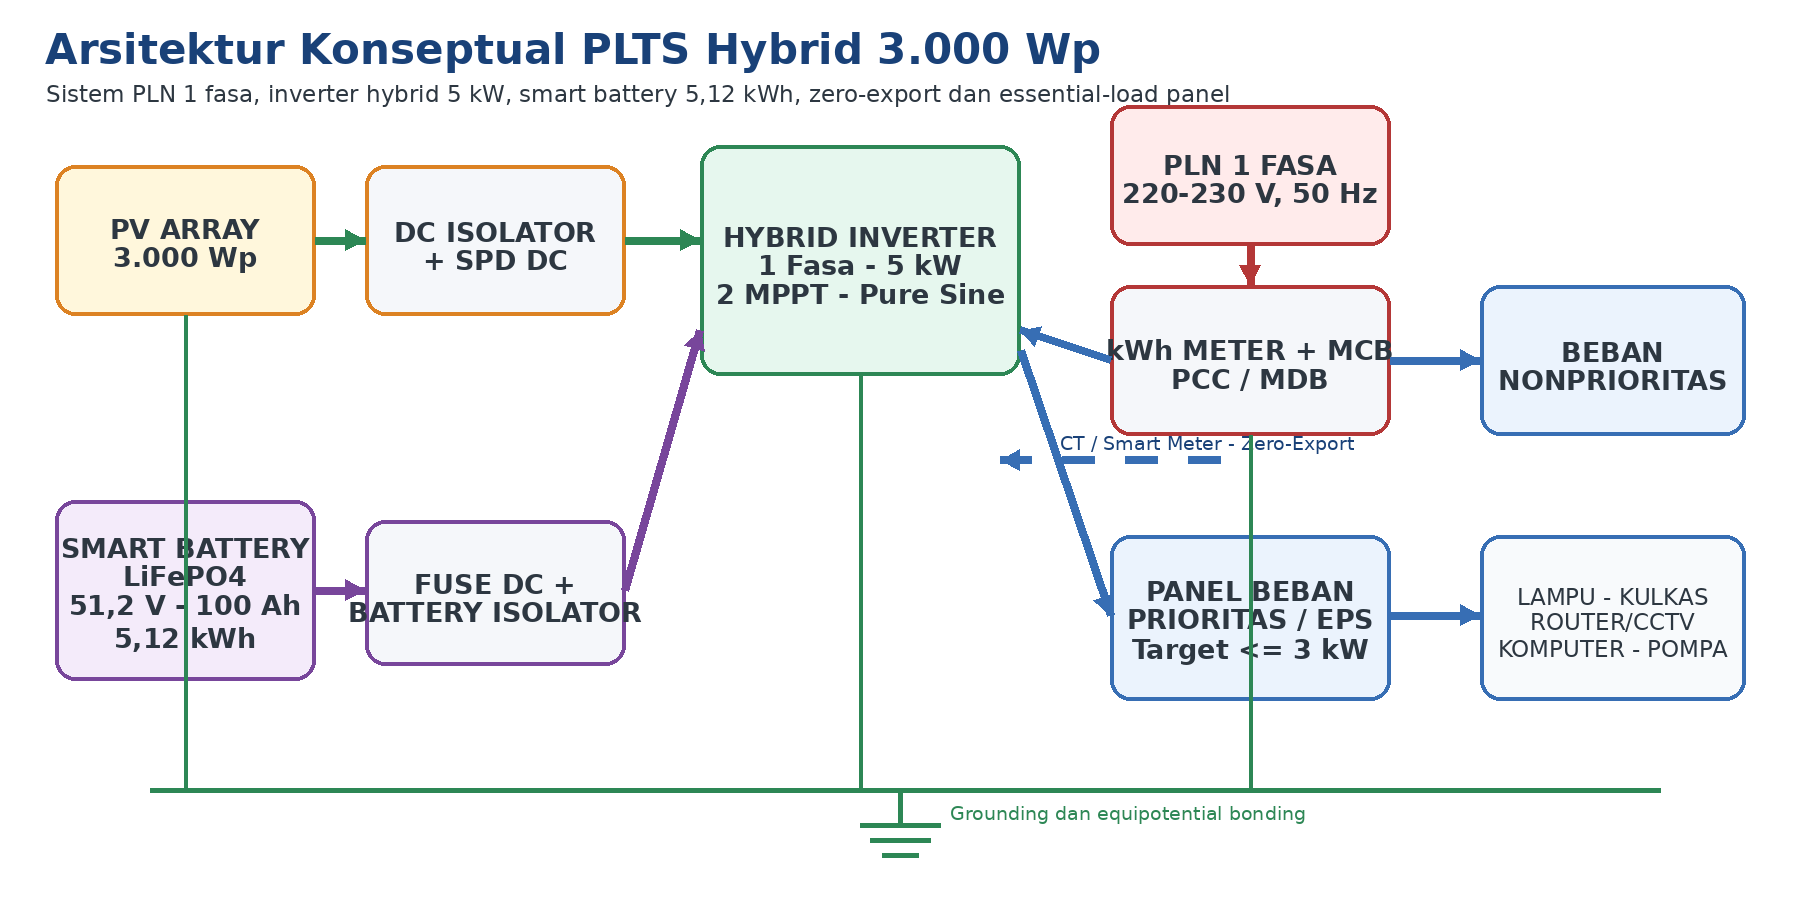 Arsitektur Konseptual PLTS Hybrid 3.000 Wp
Sistem PLN 1 fasa, inverter hybrid 5 kW, smart battery 5,12 kWh, zero-export dan essential-load panel
PV ARRAY
3.000 Wp
DC ISOLATOR
+ SPD DC
HYBRID INVERTER
1 Fasa - 5 kW
2 MPPT - Pure Sine
PLN 1 FASA
220-230 V, 50 Hz
kWh METER + MCB
PCC / MDB
BEBAN
NONPRIORITAS
CT / Smart Meter - Zero-Export
SMART BATTERY
LiFePO4
51,2 V - 100 Ah
5,12 kWh
FUSE DC +
BATTERY ISOLATOR
PANEL BEBAN
PRIORITAS / EPS
Target <= 3 kW
LAMPU - KULKAS
ROUTER/CCTV
KOMPUTER - POMPA
Grounding dan equipotential bonding